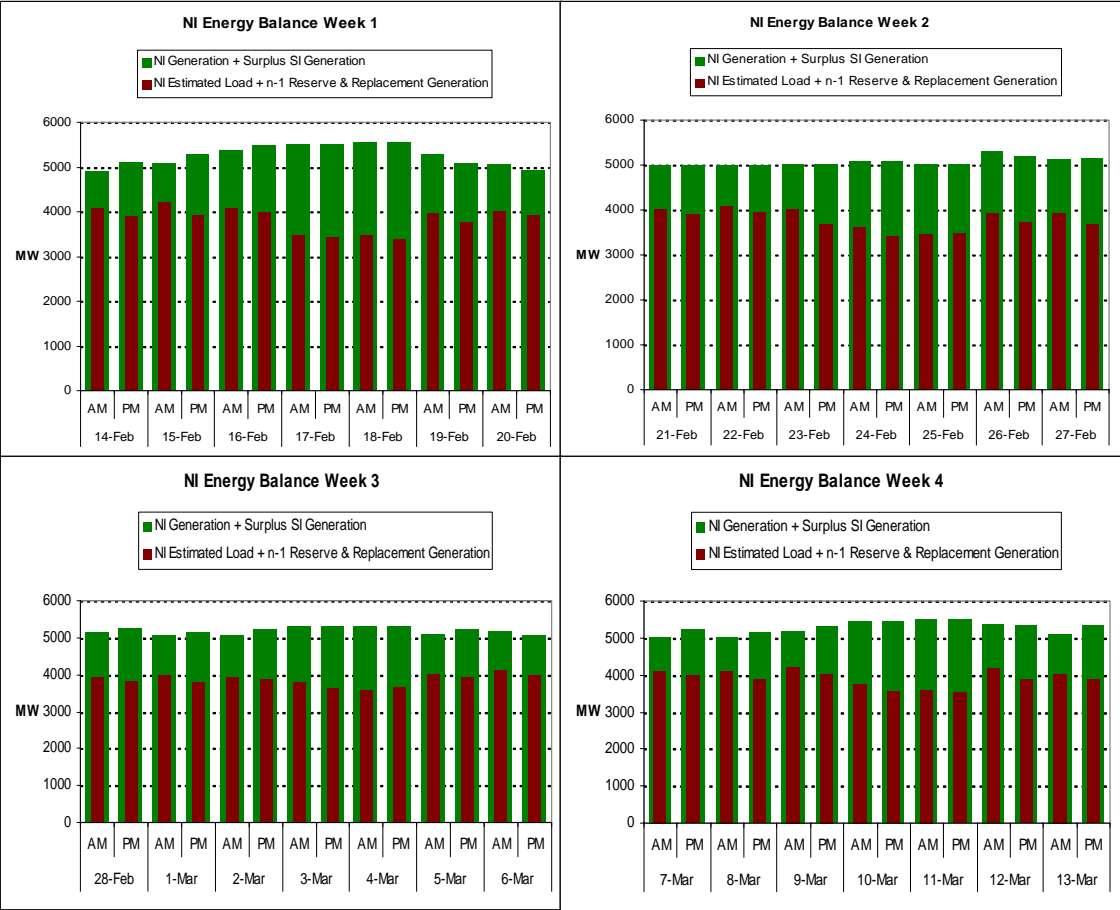 NI Energy Balance Week 1
NI Generation + Surplus SI Generation
NI Estimated Load + n-1 Reserve & Replacement Generation
6000
5000
4000
MW 3000
2000
1000
0
AM PM AM PM AM PM AM PM AM PM AM PM AM PM
14-Feb 15-Feb 16-Feb 17-Feb 18-Feb 19-Feb 20-Feb
NI Energy Balance Week 2
NI Generation + Surplus SI Generation
NI Estimated Load + n-1 Reserve & Replacement Generation
6000
5000
4000
MW 3000
2000
1000
0
AM PM AM PM AM PM AM PM AM PM AM PM AM PM
21-Feb 22-Feb 23-Feb 24-Feb 25-Feb 26-Feb 27-Feb
NI Energy Balance Week 3
NI Generation + Surplus SI Generation
NI Estimated Load + n-1 Reserve & Replacement Generation
6000
5000
4000
MW 3000
2000
1000
0
AM PM AM PM AM PM AM PM AM PM AM PM AM PM
28-Feb 1-Mar 2-Mar 3-Mar 4-Mar 5-Mar 6-Mar
NI Energy Balance Week 4
NI Generation + Surplus SI Generation
NI Estimated Load + n-1 Reserve & Replacement Generation
6000
5000
4000
MW 3000
2000
1000
0
AM PM AM PM AM PM AM PM AM PM AM PM AM PM
7-Mar 8-Mar 9-Mar 10-Mar 11-Mar 12-Mar 13-Mar